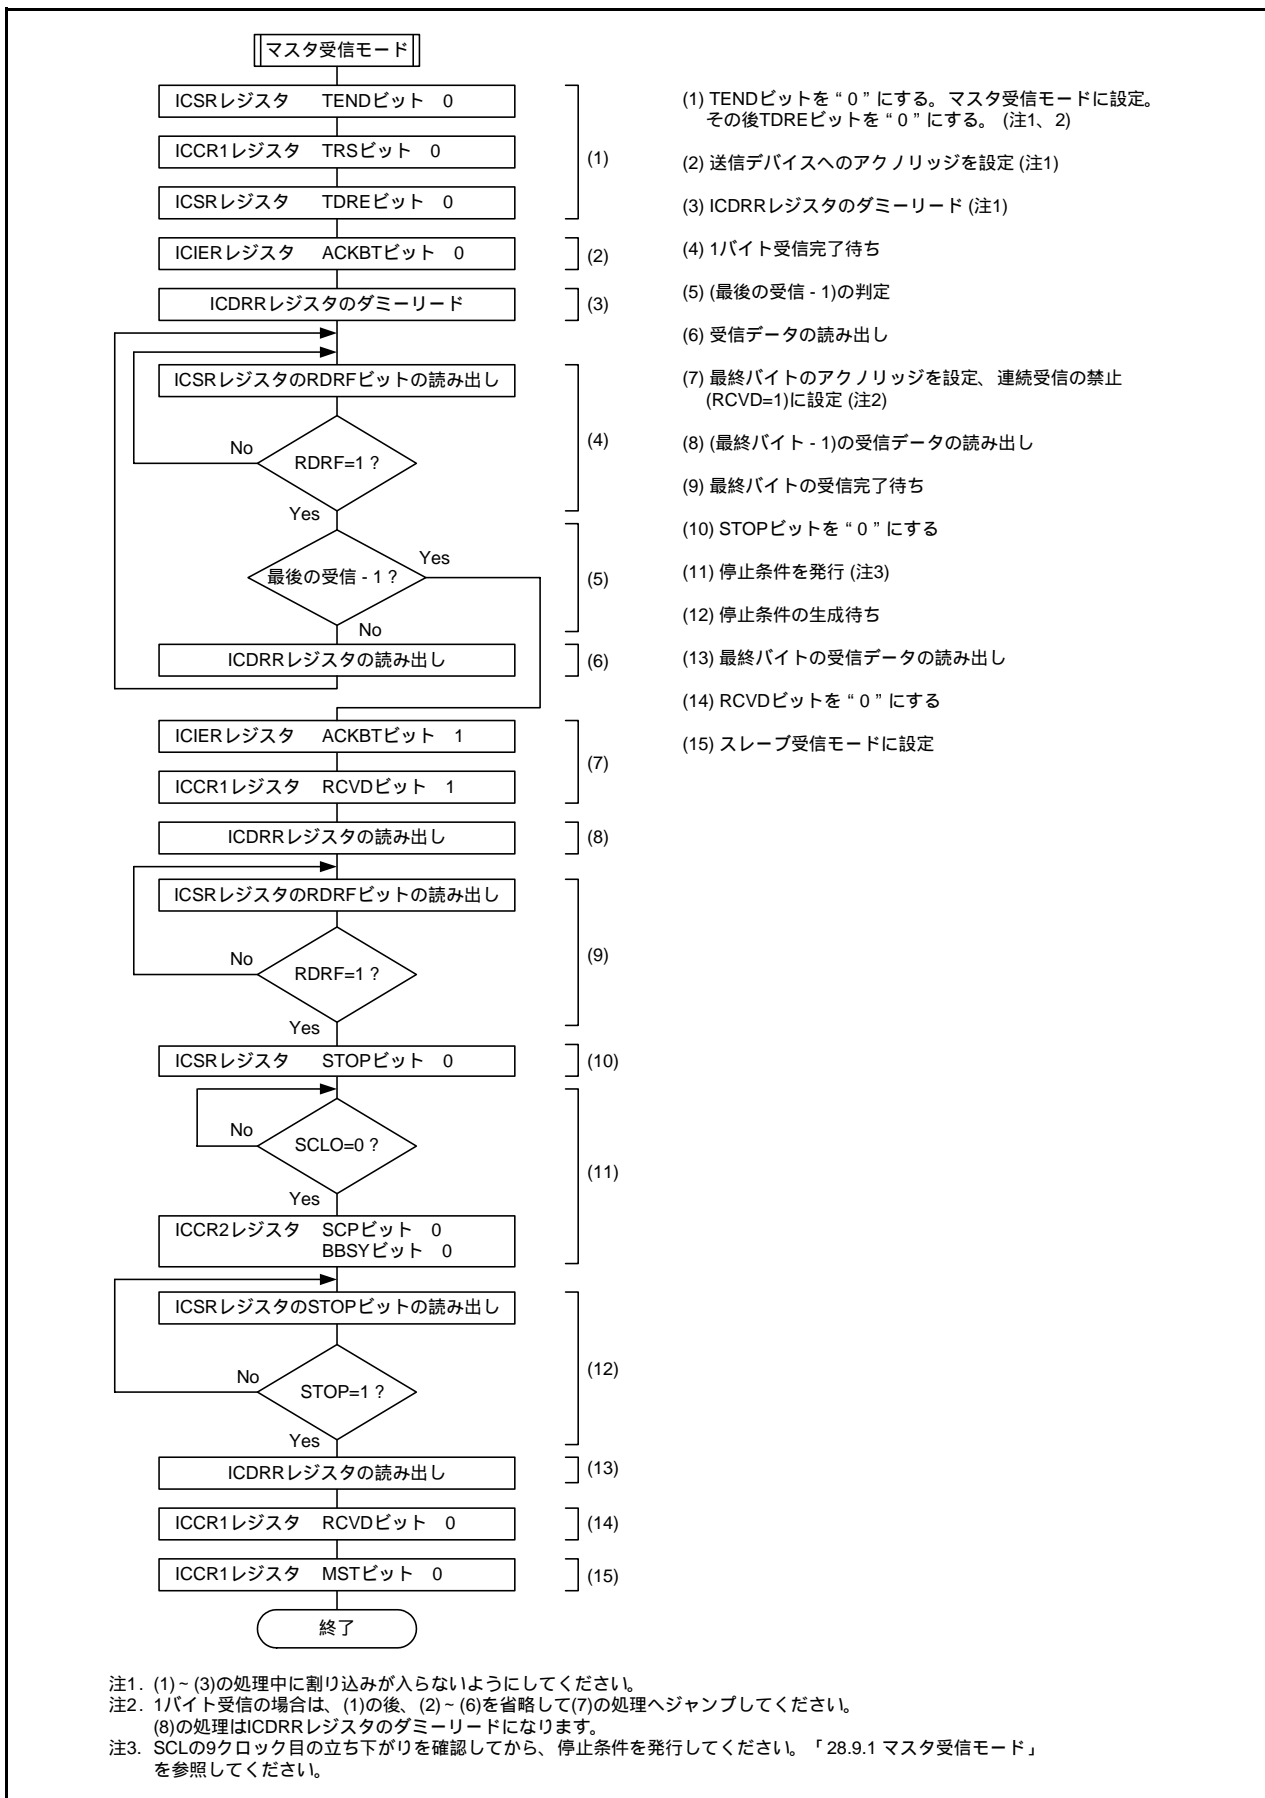 マスタ受信モード
ICSRレジスタ TENDビット 0
ICCR1レジスタ TRSビット 0
ICSRレジスタ TDREビット 0
(1)
ICIERレジスタ ACKBTビット 0
(2)
ICDRRレジスタのダミーリード
(3)
ICSRレジスタのRDRFビットの読み出し
No
RDRF=1 ?
(4)
Yes
最後の受信 - 1 ?
Yes
(5)
No
ICDRRレジスタの読み出し
(6)
ICIERレジスタ ACKBTビット 1
ICCR1レジスタ RCVDビット 1
(7)
ICDRRレジスタの読み出し
(8)
ICSRレジスタのRDRFビットの読み出し
No
RDRF=1 ?
(9)
Yes
ICSRレジスタ STOPビット 0
(10)
No
SCLO=0 ?
(11)
Yes
ICCR2レジスタ SCPビット 0
BBSYビット 0
ICSRレジスタのSTOPビットの読み出し
No
STOP=1 ?
(12)
Yes
ICDRRレジスタの読み出し
(13)
ICCR1レジスタ RCVDビット 0
(14)
ICCR1レジスタ MSTビット 0
(15)
終了
(1) TENDビットを“0”にする。マスタ受信モードに設定。
その後TDREビットを“0”にする。 (注1、2)
(2) 送信デバイスへのアクノリッジを設定 (注1)
(3) ICDRRレジスタのダミーリード (注1)
(4) 1バイト受信完了待ち
(5) (最後の受信 - 1)の判定
(6) 受信データの読み出し
(7) 最終バイトのアクノリッジを設定、連続受信の禁止
(RCVD=1)に設定 (注2)
(8) (最終バイト - 1)の受信データの読み出し
(9) 最終バイトの受信完了待ち
(10) STOPビットを“0”にする
(11) 停止条件を発行 (注3)
(12) 停止条件の生成待ち
(13) 最終バイトの受信データの読み出し
(14) RCVDビットを“0”にする
(15) スレーブ受信モードに設定
注1. (1)~(3)の処理中に割り込みが入らないようにしてください。
注2. 1バイト受信の場合は、(1)の後、(2)~(6)を省略して(7)の処理へジャンプしてください。
(8)の処理はICDRRレジスタのダミーリードになります。
注3. SCLの9クロック目の立ち下がりを確認してから、停止条件を発行してください。「28.9.1 マスタ受信モード」
を参照してください。